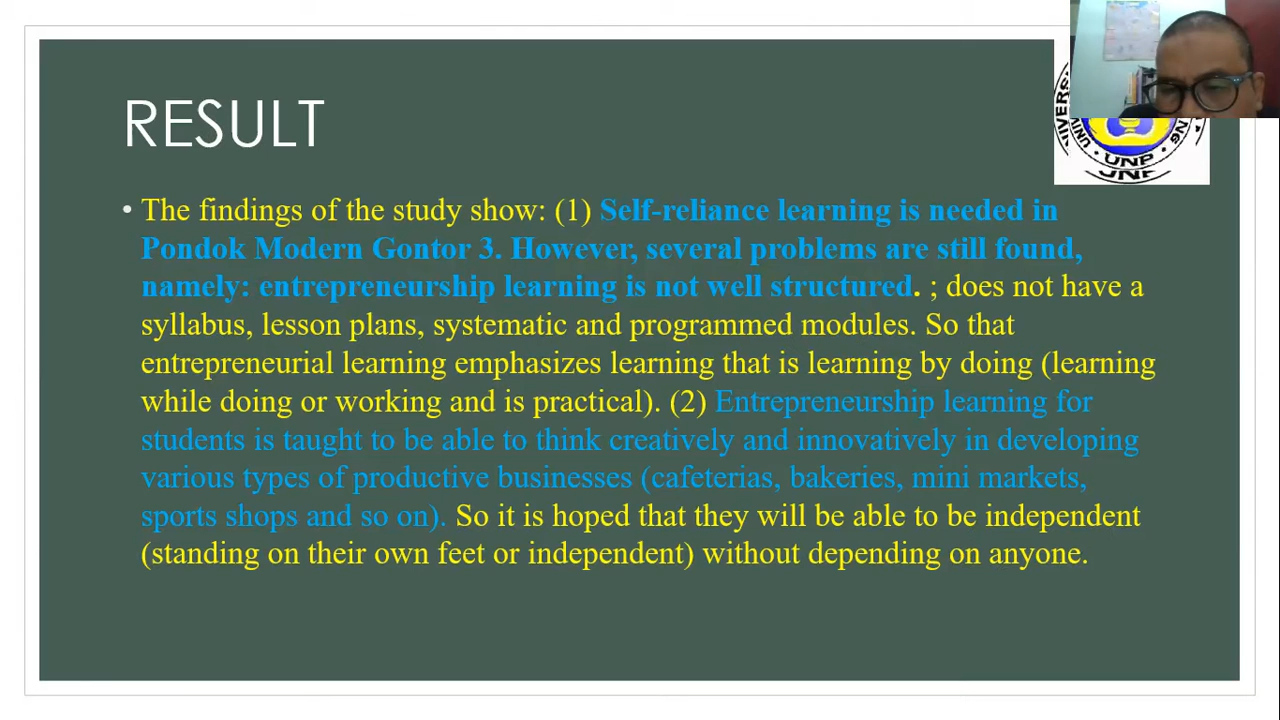 RESULT
• The findings of the study show: (1) Self-reliance learning is needed in
Pondok Modern Gontor 3. However, several problems are still found,
namely: entrepreneurship learning is not well structured. ; does not have a
syllabus, lesson plans, systematic and programmed modules. So that
entrepreneurial learning emphasizes learning that is learning by doing (learning
while doing or working and is practical). (2) Entrepreneurship learning for
students is taught to be able to think creatively and innovatively in developing
various types of productive businesses (cafeterias, bakeries, mini markets,
sports shops and so on). So it is hoped that they will be able to be independent
(standing on their own feet or independent) without depending on anyone.
UNP